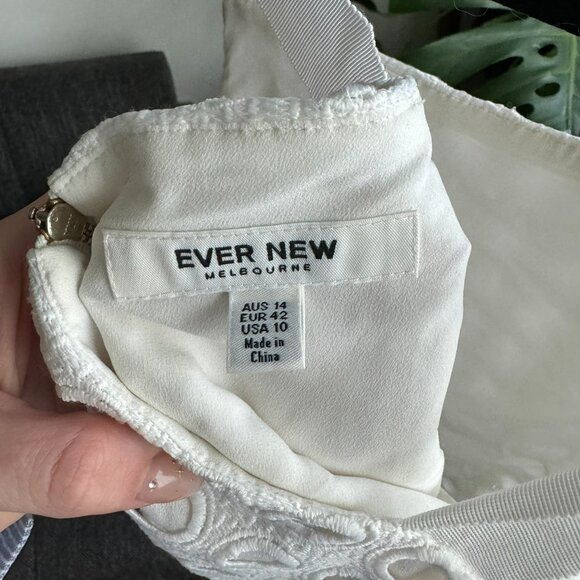 EVER NEW
MELBOURNE
AUS 14
EUR 42
USA 10
Made in
China